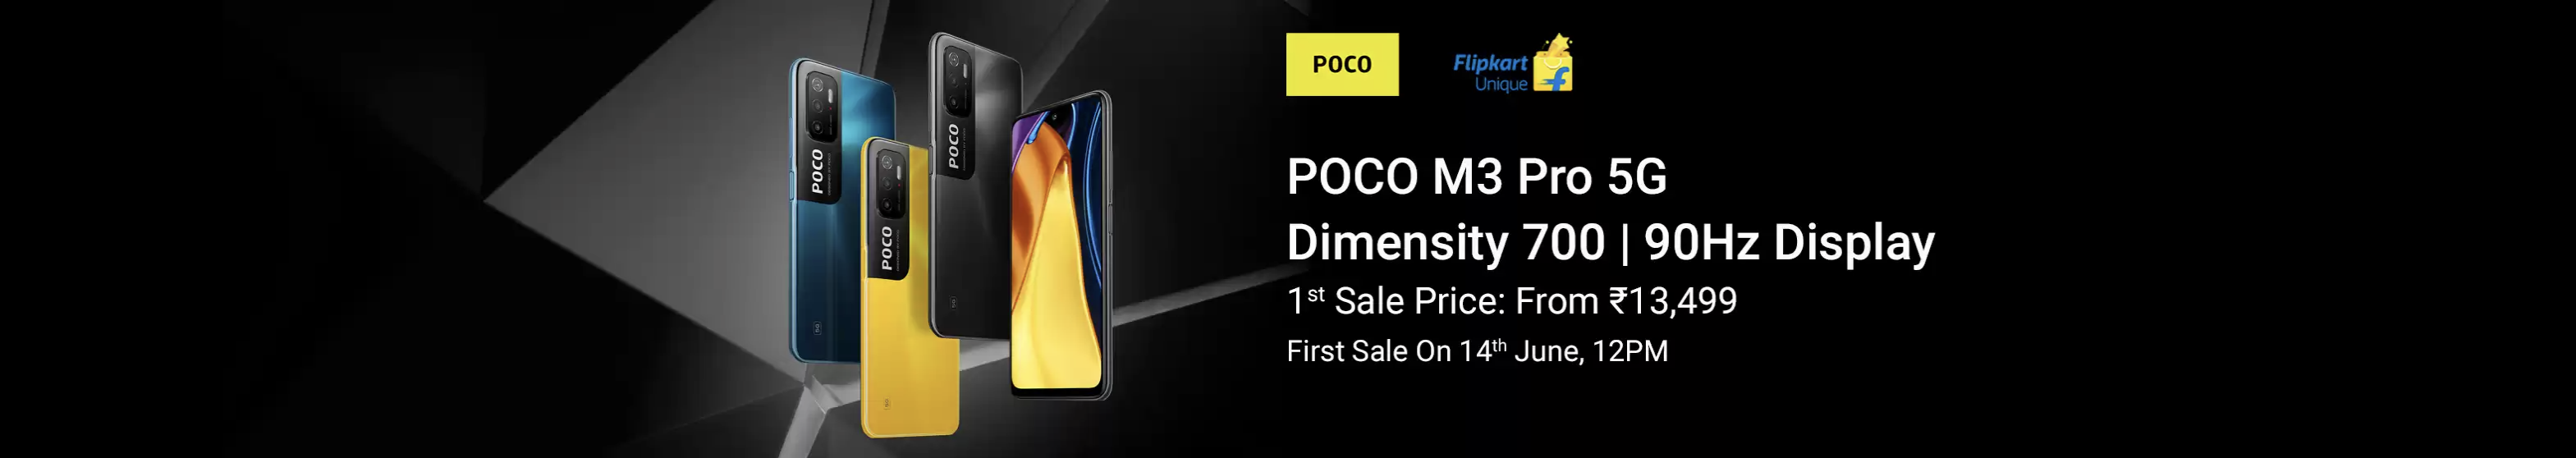 POCO
POCO
POCO
POCO
Flipkart
Unique
POCO M3 Pro 5G
Dimensity 700 | 90Hz Display
1st Sale Price: From ₹13,499
First Sale On 14th June, 12PM